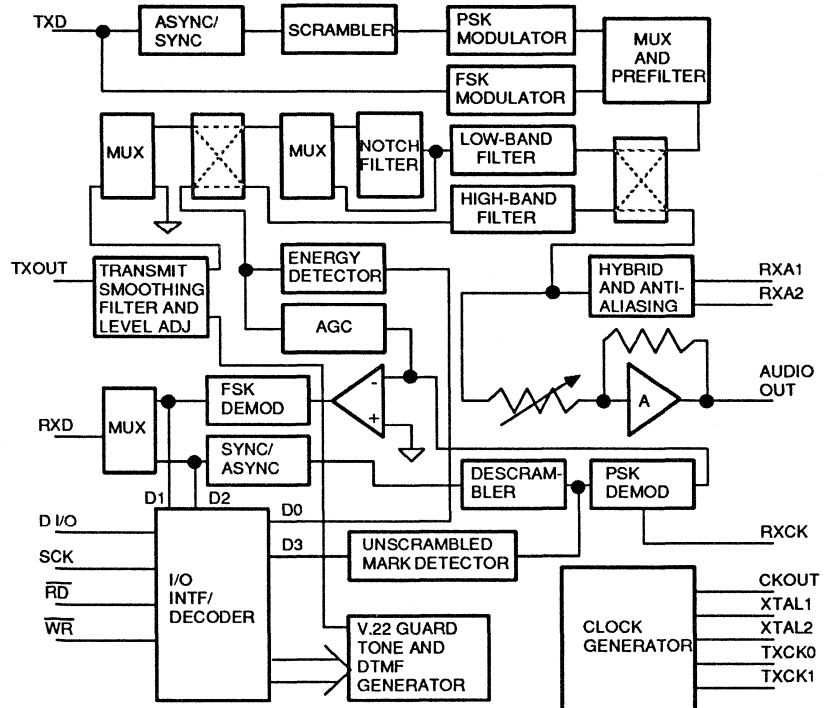 TXD
ASYNC/
SYNC
SCRAMBLER
PSK
MODULATOR
MUX
AND
PREFILTER
FSK
MODULATOR
MUX
MUX
NOTCH
FILTER
LOW-BAND
FILTER
HIGH-BAND
FILTER
TXOUT
TRANSMIT
SMOOTHING
FILTER AND
LEVEL ADJ
ENERGY
DETECTOR
AGC
HYBRID
AND ANTI-
ALIASING
RXA1
RXA2
AUDIO
OUT
A
-
+
RXD
MUX
FSK
DEMOD
SYNC/
ASYNC
DESCRAM-
BLER
PSK
DEMOD
RXCK
D1
D2
D0
D3
D I/O
SCK
RD
WR
I/O
INTF/
DECODER
UNSCRAMBLED
MARK DETECTOR
V.22 GUARD
TONE AND
DTMF
GENERATOR
CLOCK
GENERATOR
CKOUT
XTAL1
XTAL2
TXCK0
TXCK1